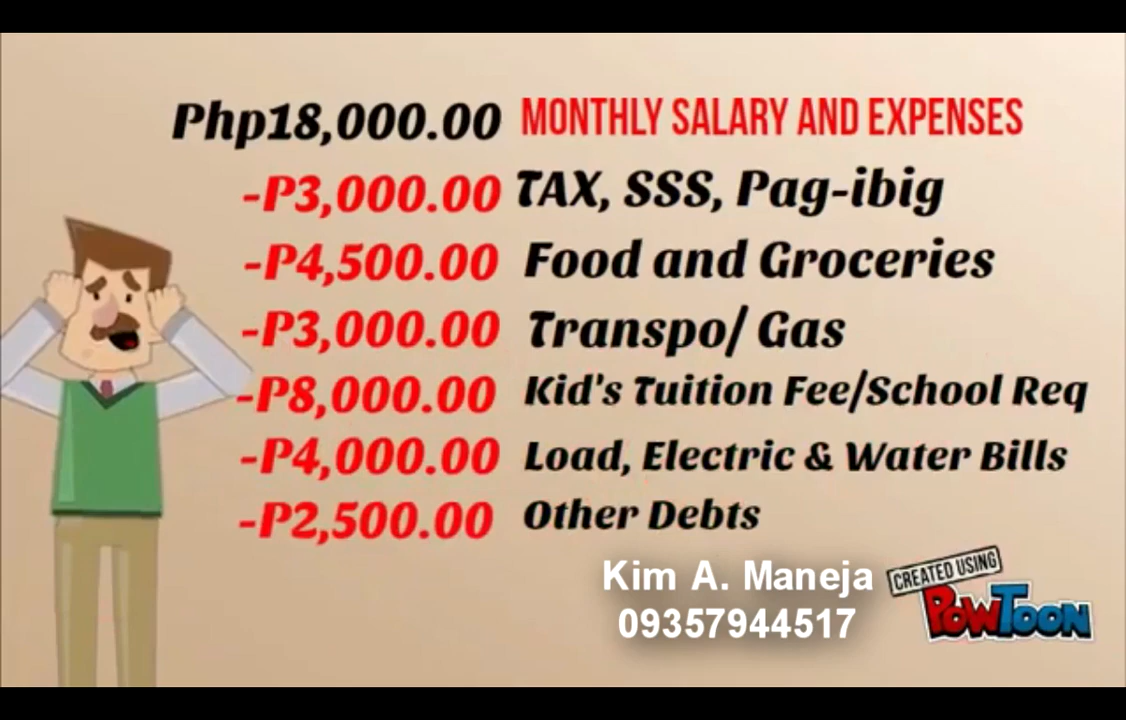 Php18,000.00 MONTHLY SALARY AND EXPENSES
-P3,000.00 TAX, SSS, Pag-ibig
-P4,500.00 Food and Groceries
-P3,000.00 Transpo/ Gas
-P8,000.00 Kid's Tuition Fee/School Req
-P4,000.00 Load, Electric & Water Bills
-P2,500.00 Other Debts
Kim A. Maneja
09357944517
CREATED USING
POWTOON